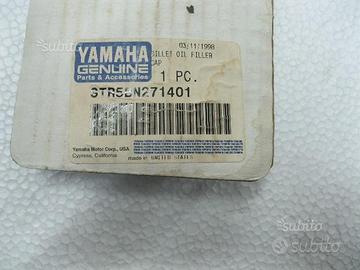 YAMAHA
GENUINE
Parts & Accessories
03/11/1998
BILLET OIL FILLER
CAP
1 PC.
STR5BN271401
Yamaha Motor Corp., USA
Cypress, California
made in
UNITED STATES
subito
subito